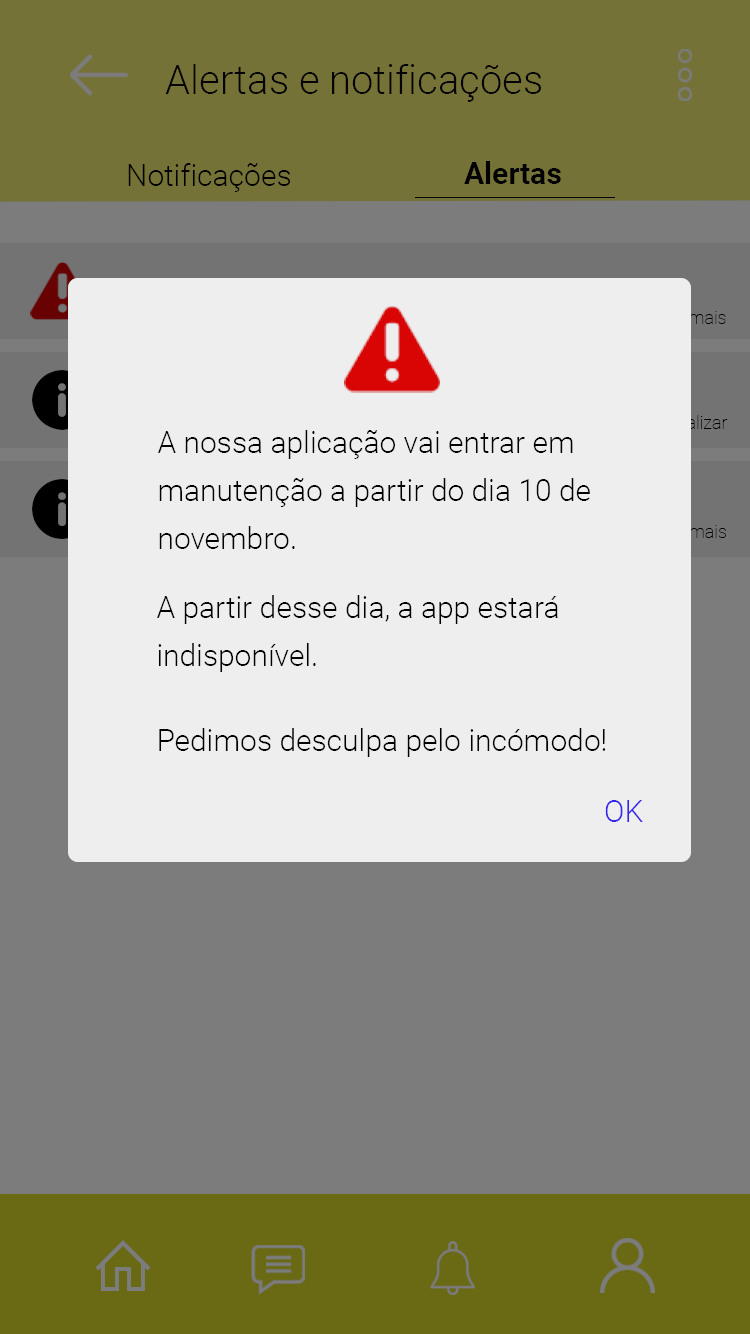 Alertas e notificações
Notificações
Alertas
mais
A nossa aplicação vai entrar em
manutenção a partir do dia 10 de
novembro.
A partir desse dia, a app estará
indisponível.
Pedimos desculpa pelo incómodo!
OK
mais